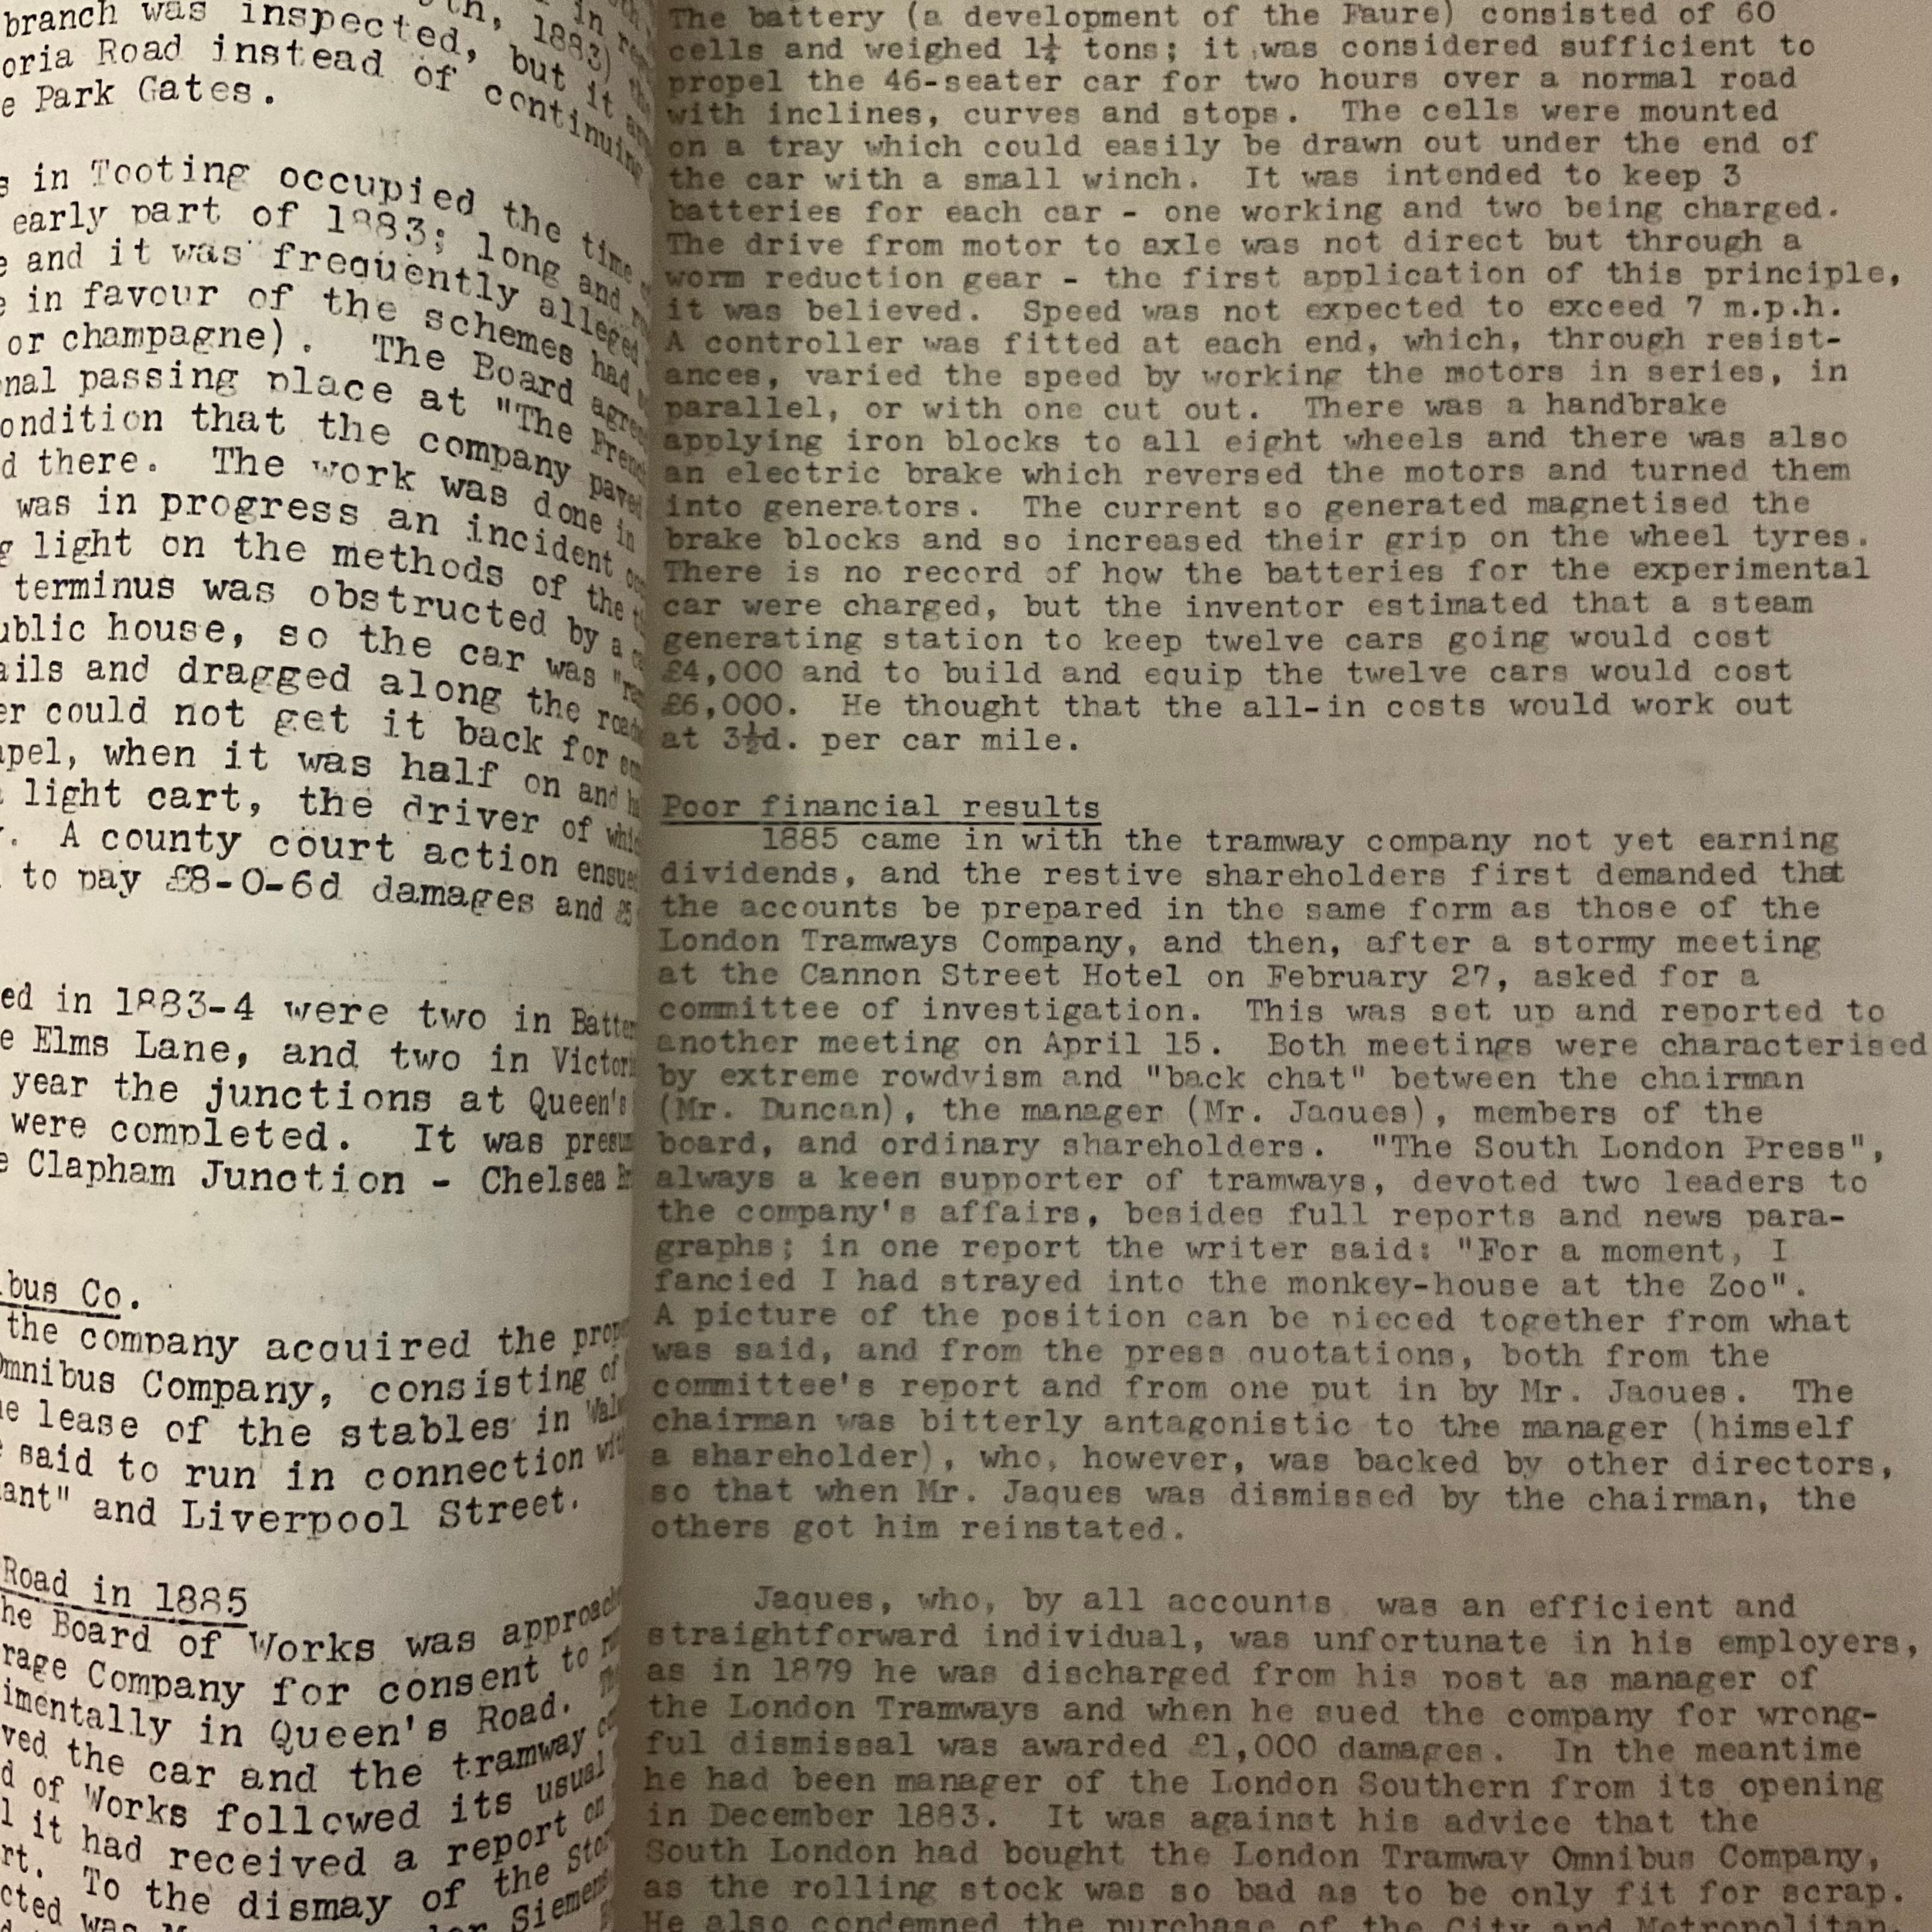 branch was inspected, but it
oria Road instead of continuing
e Park Gates.
s in Tooting occupied the time
early part of 1883; long and
e and it was frequently alleged
e in favour of the schemes had
or champagne). The Board agreed
nal passing place at "The French
ondition that the company paved
d there. The work was done in
was in progress an incident
g light on the methods of the
terminus was obstructed by a
ublic house, so the car was
ails and dragged along the
er could not get it back for
apel, when it was half on and
light cart, the driver of
. A county court action ensued
to pay £8-0-6d damages and
ed in 1883-4 were two in
e Elms Lane, and two in
year the junctions at Queen's
were completed. It was
e Clapham Junction - Chelsea
bus Co.
the company acquired the
Omnibus Company, consisting of
e lease of the stables in
said to run in connection
ant" and Liverpool Street.
Road in 1885
he Board of Works was
rage Company for consent to
imentally in Queen's Road.
ved the car and the tramway
d of Works followed its usual
l it had received a report on
rt. To the dismay of the
cted was
The battery (a development of the Faure) consisted of 60
cells and weighed 1¼ tons; it was considered sufficient to
propel the 46-seater car for two hours over a normal road
with inclines, curves and stops. The cells were mounted
on a tray which could easily be drawn out under the end of
the car with a small winch. It was intended to keep 3
batteries for each car - one working and two being charged.
The drive from motor to axle was not direct but through a
worm reduction gear - the first application of this principle,
it was believed. Speed was not expected to exceed 7 m.p.h.
A controller was fitted at each end, which, through resist-
ances, varied the speed by working the motors in series, in
parallel, or with one cut out. There was a handbrake
applying iron blocks to all eight wheels and there was also
an electric brake which reversed the motors and turned them
into generators. The current so generated magnetised the
brake blocks and so increased their grip on the wheel tyres.
There is no record of how the batteries for the experimental
car were charged, but the inventor estimated that a steam
generating station to keep twelve cars going would cost
£4,000 and to build and equip the twelve cars would cost
£6,000. He thought that the all-in costs would work out
at 3½d. per car mile.
Poor financial results
1885 came in with the tramway company not yet earning
dividends, and the restive shareholders first demanded that
the accounts be prepared in the same form as those of the
London Tramways Company, and then, after a stormy meeting
at the Cannon Street Hotel on February 27, asked for a
committee of investigation. This was set up and reported to
another meeting on April 15. Both meetings were characterised
by extreme rowdyism and "back chat" between the chairman
(Mr. Duncan), the manager (Mr. Jaques), members of the
board, and ordinary shareholders. "The South London Press",
always a keen supporter of tramways, devoted two leaders to
the company's affairs, besides full reports and news para-
graphs; in one report the writer said: "For a moment, I
fancied I had strayed into the monkey-house at the Zoo".
A picture of the position can be pieced together from what
was said, and from the press quotations, both from the
committee's report and from one put in by Mr. Jaques. The
chairman was bitterly antagonistic to the manager (himself
a shareholder), who, however, was backed by other directors,
so that when Mr. Jaques was dismissed by the chairman, the
others got him reinstated.
Jaques, who, by all accounts was an efficient and
straightforward individual, was unfortunate in his employers,
as in 1879 he was discharged from his post as manager of
the London Tramways and when he sued the company for wrong-
ful dismissal was awarded £1,000 damages. In the meantime
he had been manager of the London Southern from its opening
in December 1883. It was against his advice that the
South London had bought the London Tramway Omnibus Company,
as the rolling stock was so bad as to be only fit for scrap.
He also condemned the purchase of the City and Metropolitan